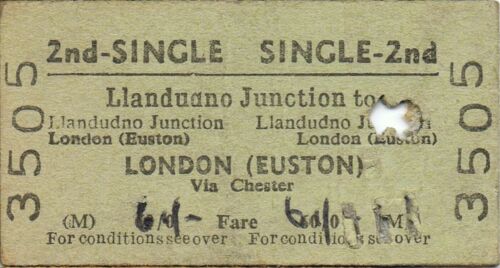 2nd-SINGLE SINGLE-2nd
Llandudno Junction to
Llandudno Junction Llandudno
London (Euston) London (Euston)
LONDON (EUSTON)
Via Chester
(M) Fare (M)
For conditions see over For conditions see over
3505
3505